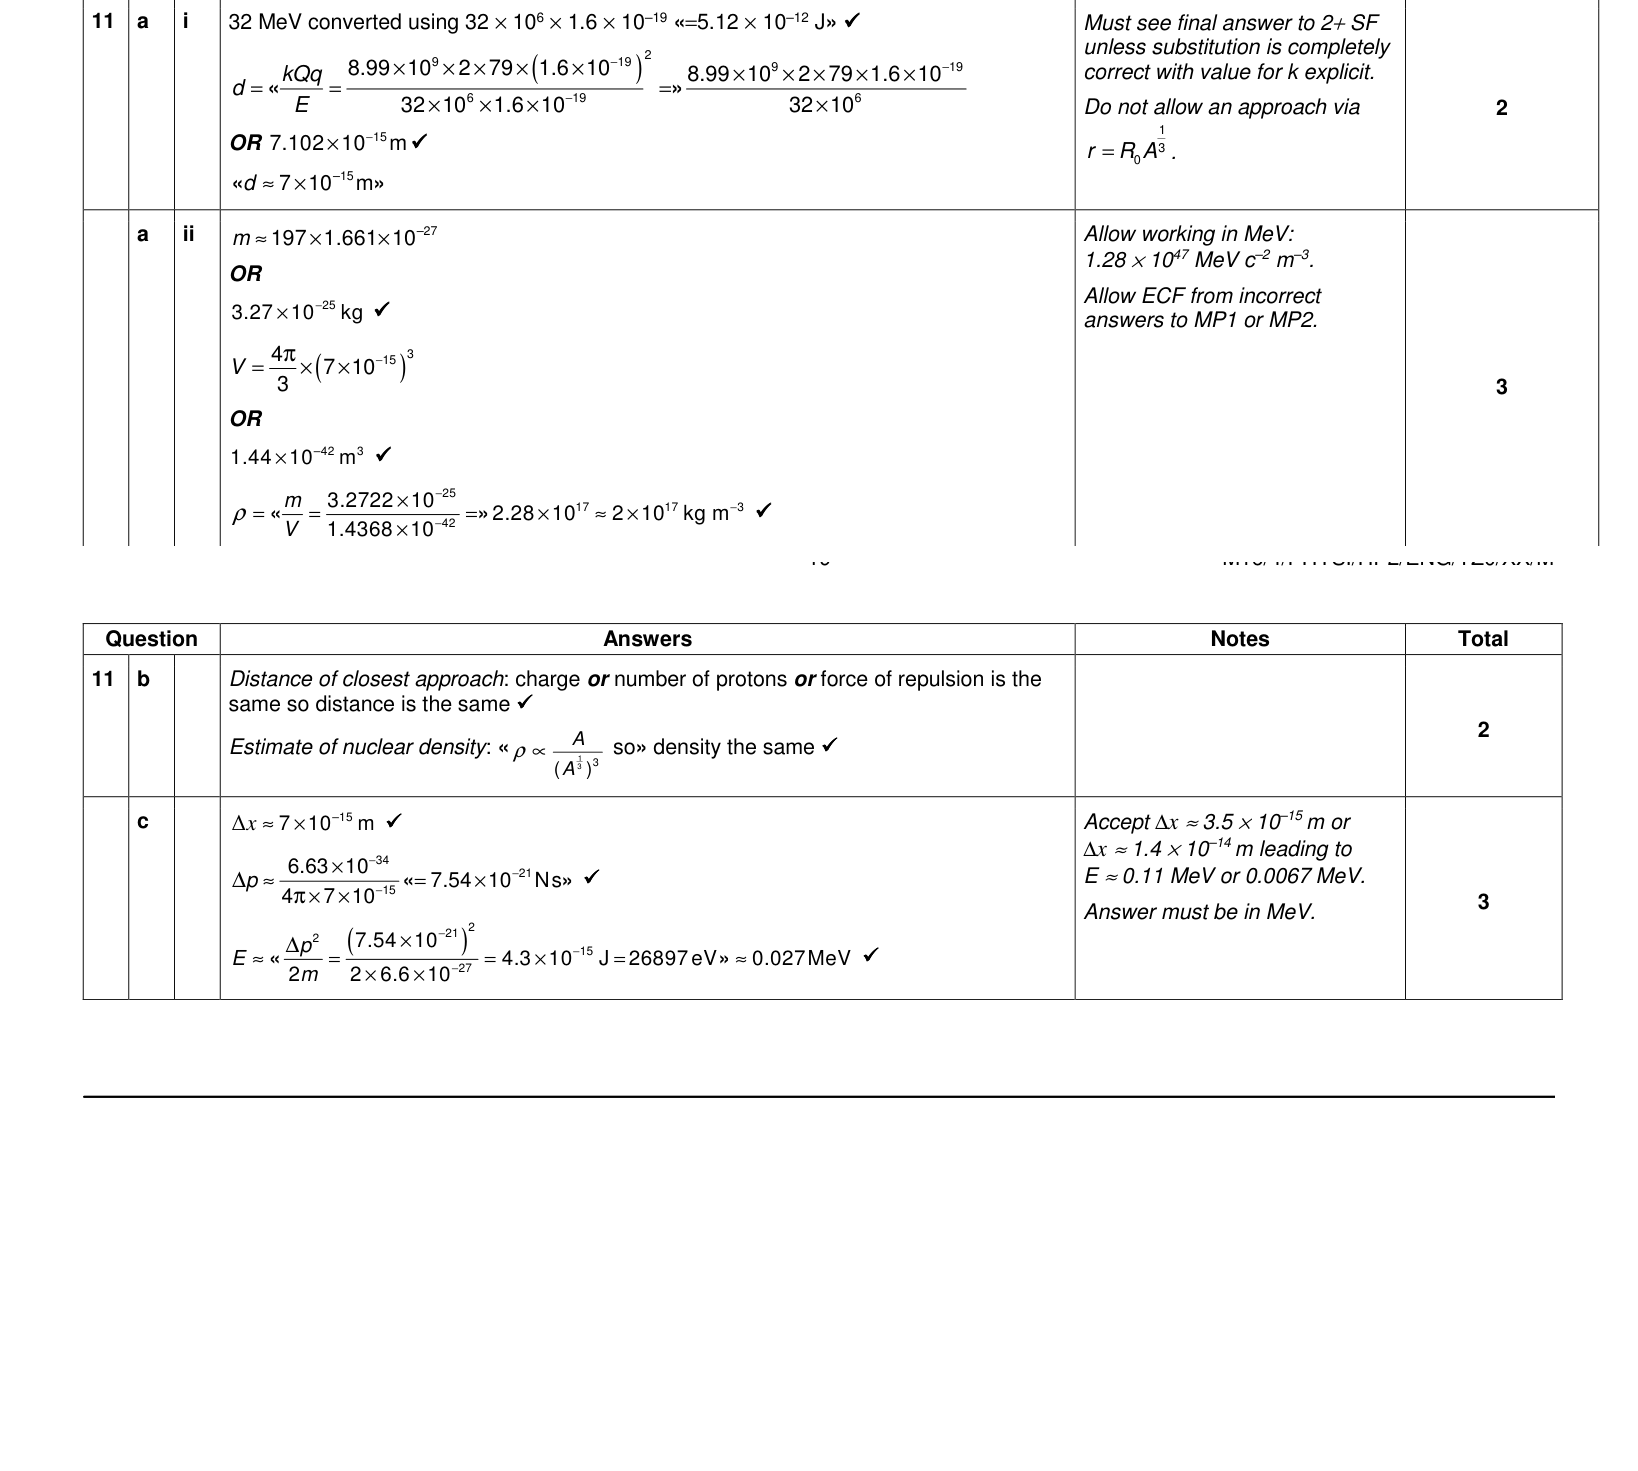 11 a i 32 MeV converted using 32 × 10⁶ × 1.6 × 10⁻¹⁹ «=5.12 × 10⁻¹² J» ✔
d = «kQq/E = 8.99×10⁹×2×79×(1.6×10⁻¹⁹)²/32×10⁶×1.6×10⁻¹⁹ =» 8.99×10⁹×2×79×1.6×10⁻¹⁹/32×10⁶
OR 7.102×10⁻¹⁵ m ✔
«d ≈ 7×10⁻¹⁵ m»
Must see final answer to 2+ SF
unless substitution is completely
correct with value for k explicit.
Do not allow an approach via
r = R₀A^(1/3) .
2
a ii m ≈ 197×1.661×10⁻²⁷
OR
3.27×10⁻²⁵ kg ✔
V = 4π/3 ×(7×10⁻¹⁵)³
OR
1.44×10⁻⁴² m³ ✔
ρ = «m/V = 3.2722×10⁻²⁵/1.4368×10⁻⁴² =» 2.28×10¹⁷ ≈ 2×10¹⁷ kg m⁻³ ✔
Allow working in MeV:
1.28 × 10⁴⁷ MeV c⁻² m⁻³.
Allow ECF from incorrect
answers to MP1 or MP2.
3
Question Answers Notes Total
11 b Distance of closest approach: charge or number of protons or force of repulsion is the
same so distance is the same ✔
Estimate of nuclear density: « ρ ∝ A/(A^(1/3))³ so» density the same ✔
2
c Δx ≈ 7×10⁻¹⁵ m ✔
Δp ≈ 6.63×10⁻³⁴/4π×7×10⁻¹⁵ «= 7.54×10⁻²¹ Ns» ✔
E ≈ «Δp²/2m = (7.54×10⁻²¹)²/2×6.6×10⁻²⁷ = 4.3×10⁻¹⁵ J = 26897 eV» ≈ 0.027 MeV ✔
Accept Δx ≈ 3.5 × 10⁻¹⁵ m or
Δx ≈ 1.4 × 10⁻¹⁴ m leading to
E ≈ 0.11 MeV or 0.0067 MeV.
Answer must be in MeV.
3